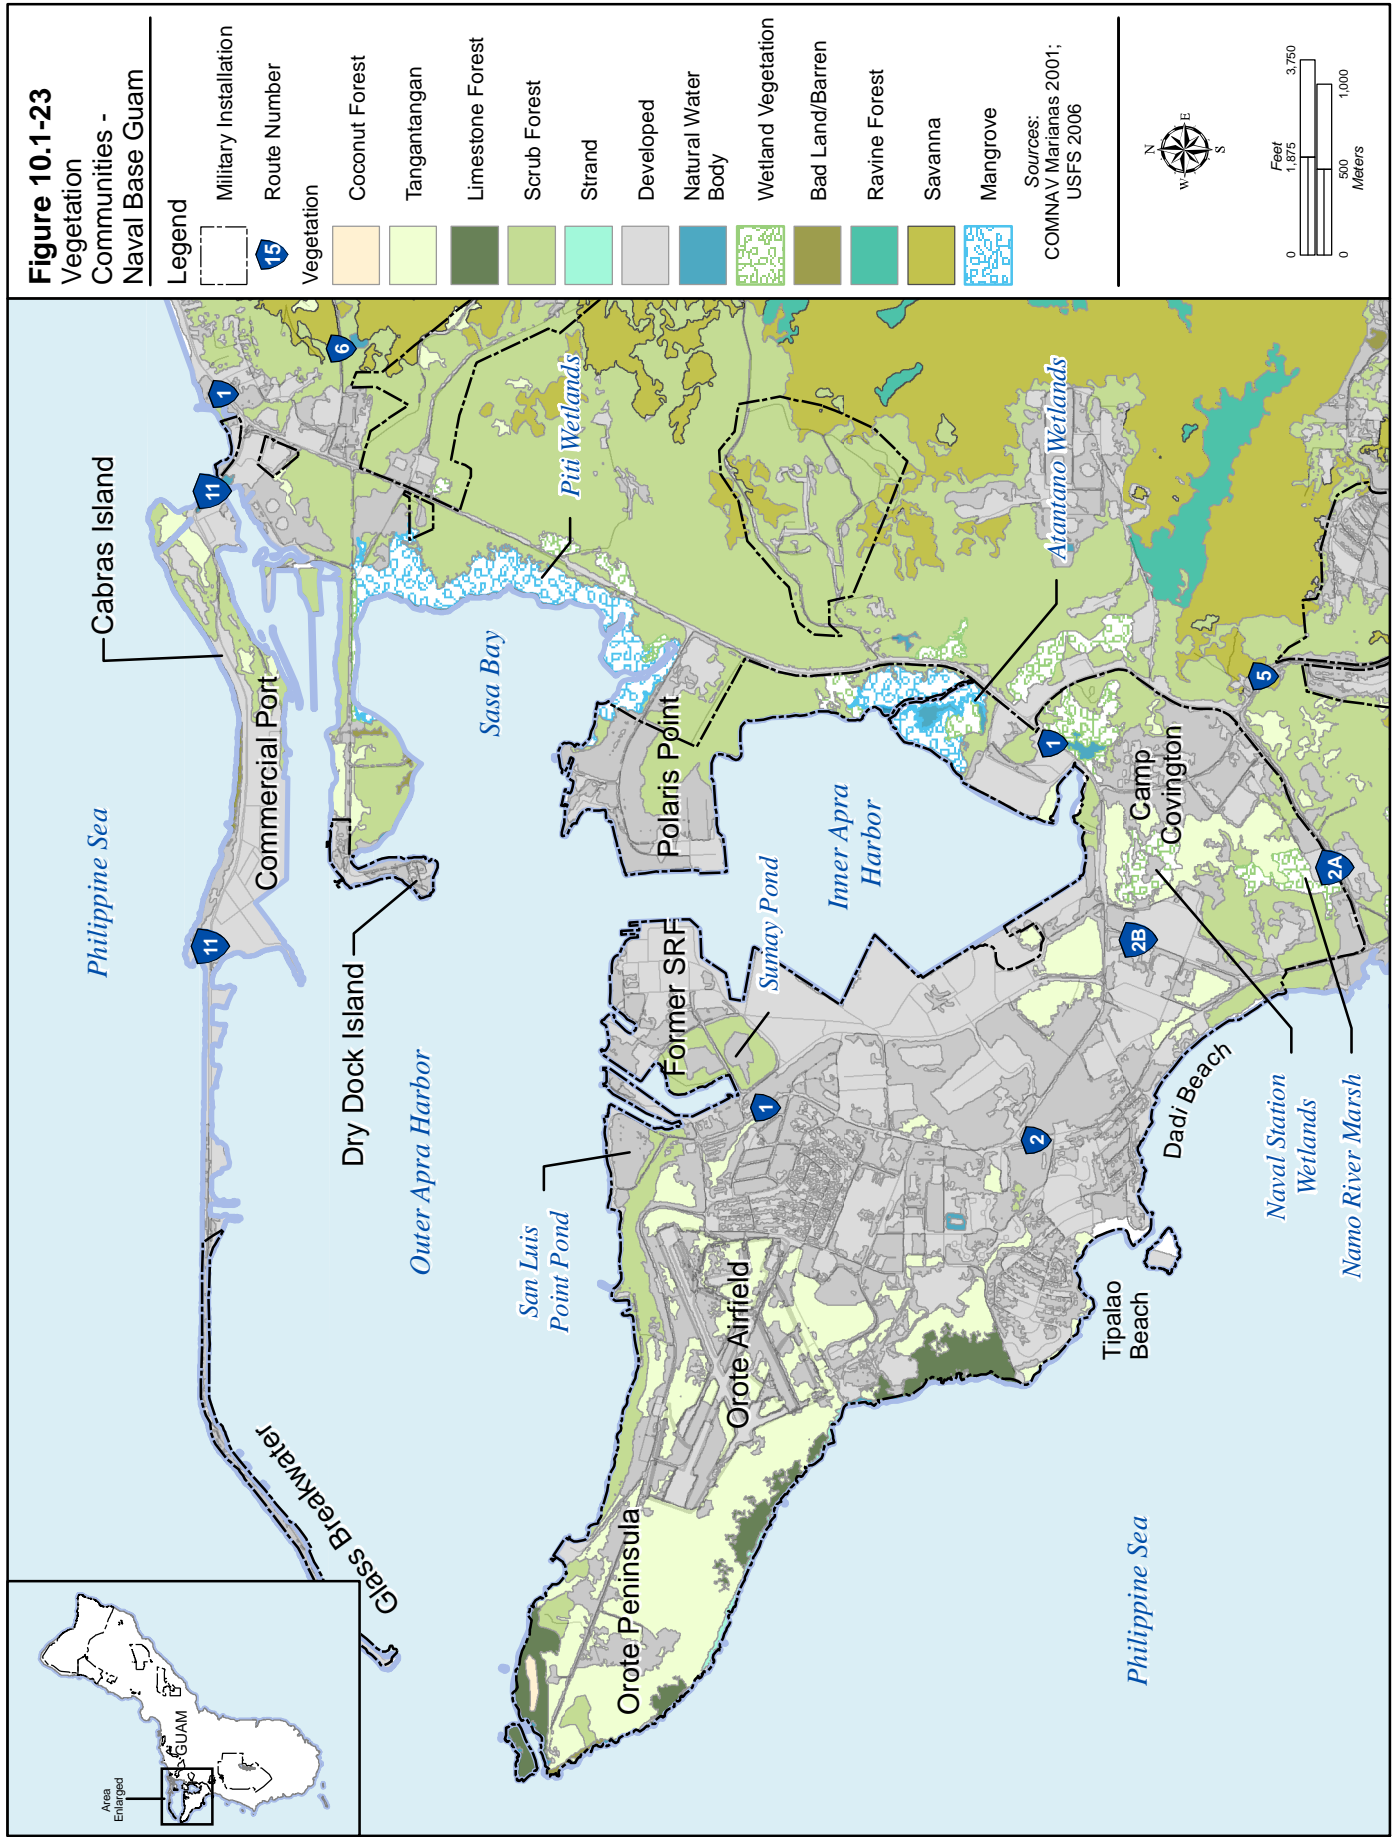 Figure 10.1-23
Vegetation
Communities -
Naval Base Guam
Legend
Military Installation
15
Route Number
Vegetation
Coconut Forest
Tangantangan
Limestone Forest
Scrub Forest
Strand
Developed
Natural Water
Body
Wetland Vegetation
Bad Land/Barren
Ravine Forest
Savanna
Mangrove
Sources:
COMNAV Marianas 2001;
USFS 2006
N
W
E
S
Feet
0
1,875
3,750
0
500
1,000
Meters
Area
Enlarged
GUAM
Philippine Sea
Glass Breakwater
11
Commercial Port
Cabras Island
11
1
6
Dry Dock Island
Outer Apra Harbor
Sasa Bay
Piti Wetlands
San Luis
Point Pond
Former SRF
Polaris Point
Orote Peninsula
Orote Airfield
1
Sumay Pond
Inner Apra
Harbor
Atantano Wetlands
1
2
2B
Camp
Covington
5
2A
Tipalao
Beach
Dadi Beach
Naval Station
Wetlands
Namo River Marsh
Philippine Sea